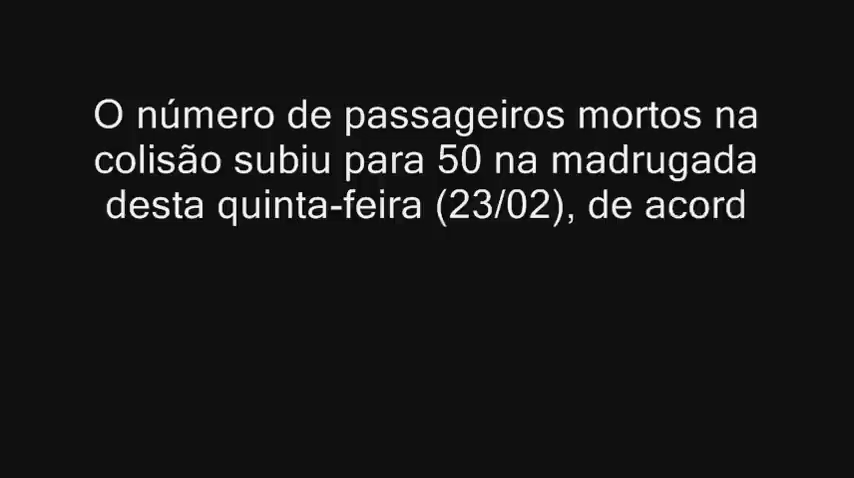 O número de passageiros mortos na
colisão subiu para 50 na madrugada
desta quinta-feira (23/02), de acord